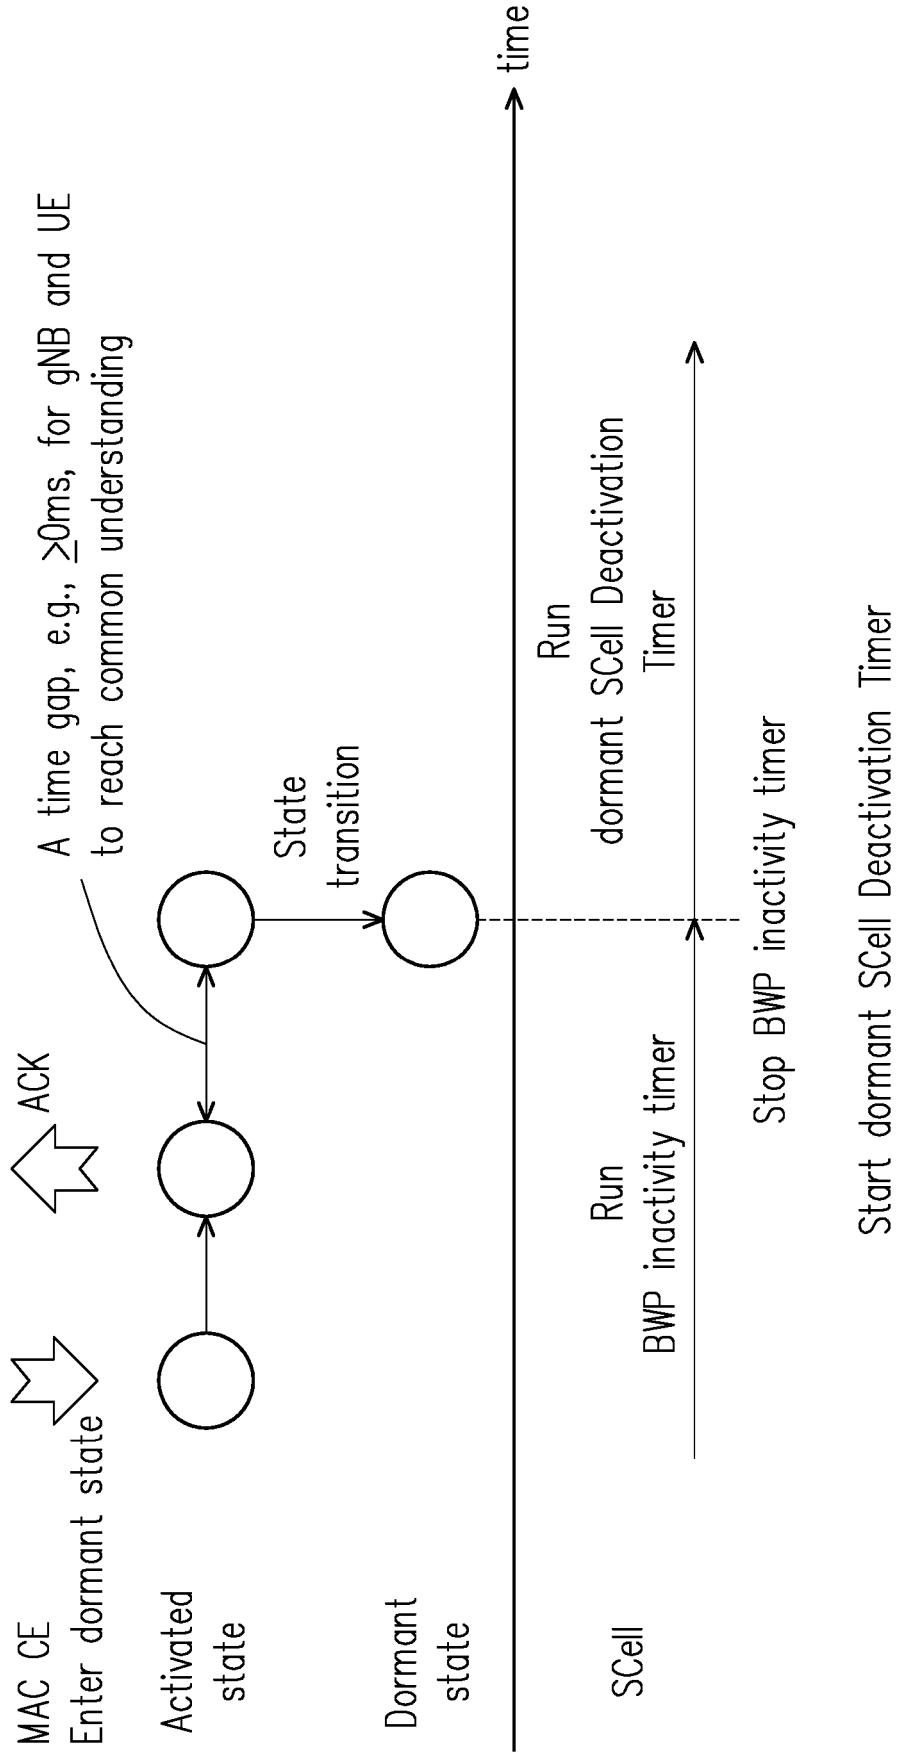 MAC CE
Enter dormant state
ACK
A time gap, e.g., ≥0ms, for gNB and UE
to reach common understanding
Activated
state
State
transition
Dormant
state
time
SCell
Run
BWP inactivity timer
Run
dormant SCell Deactivation
Timer
Stop BWP inactivity timer
Start dormant SCell Deactivation Timer